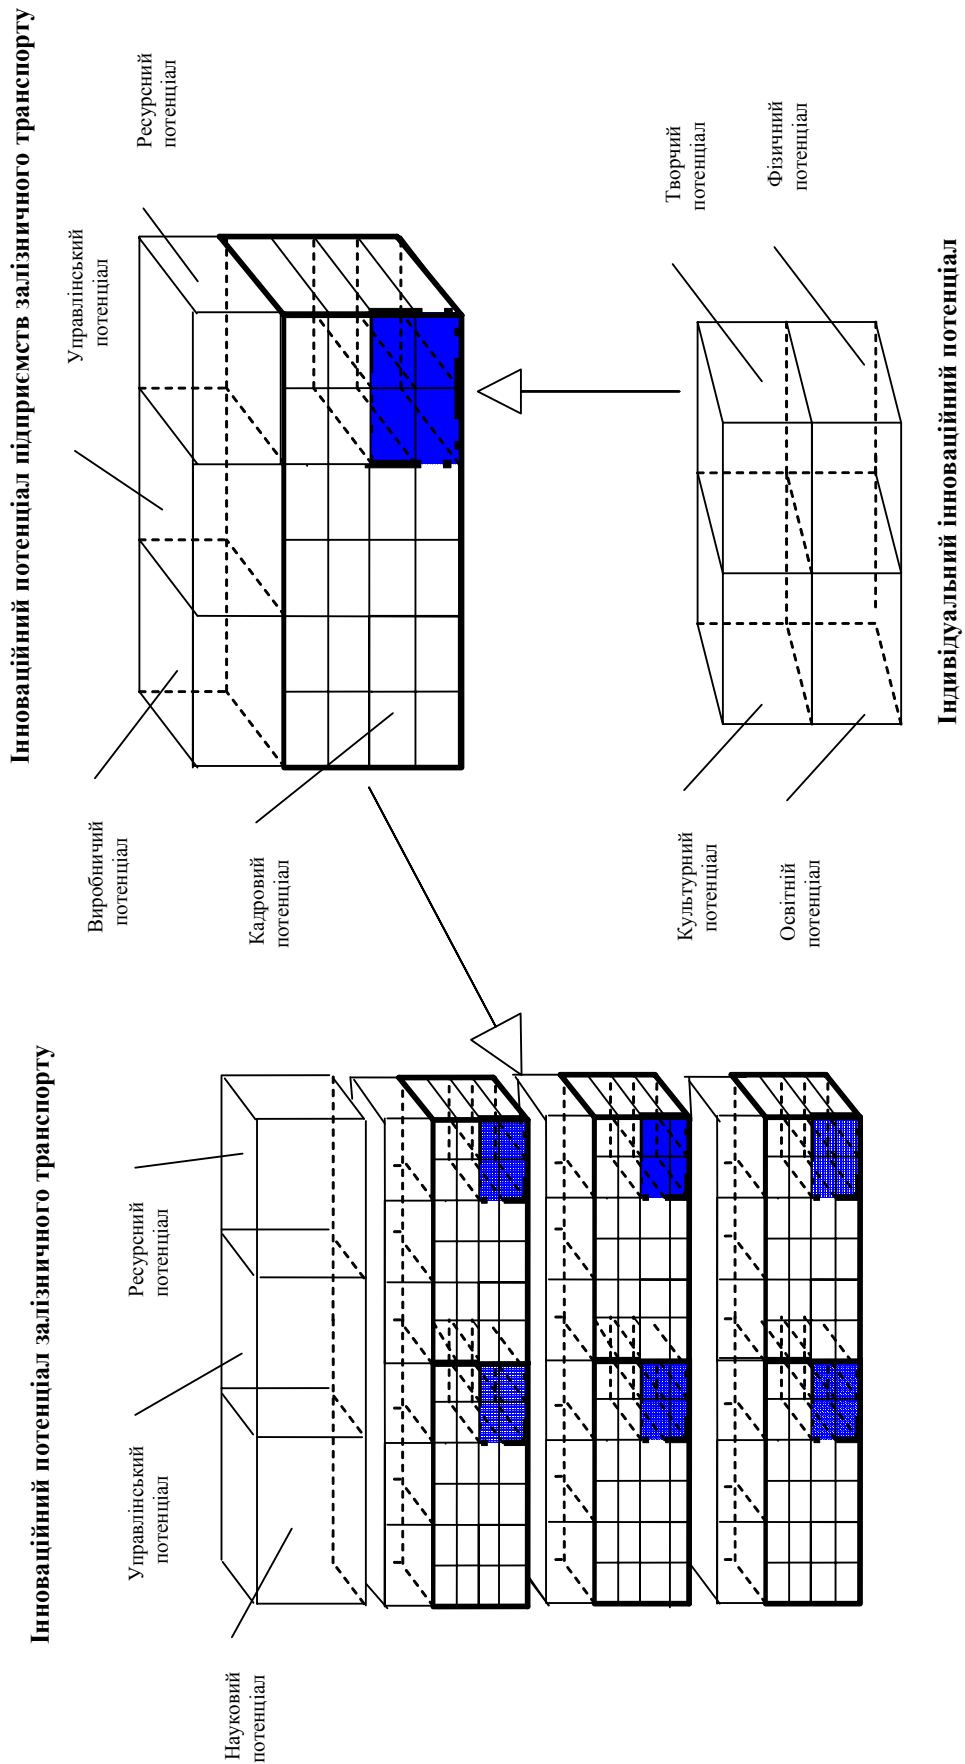 Інноваційний потенціал залізничного транспорту
Науковий
потенціал
Управлінський
потенціал
Ресурсний
потенціал
Інноваційний потенціал підприємств залізничного транспорту
Виробничий
потенціал
Управлінський
потенціал
Ресурсний
потенціал
Кадровий
потенціал
Культурний
потенціал
Творчий
потенціал
Освітній
потенціал
Фізичний
потенціал
Індивідуальний інноваційний потенціал